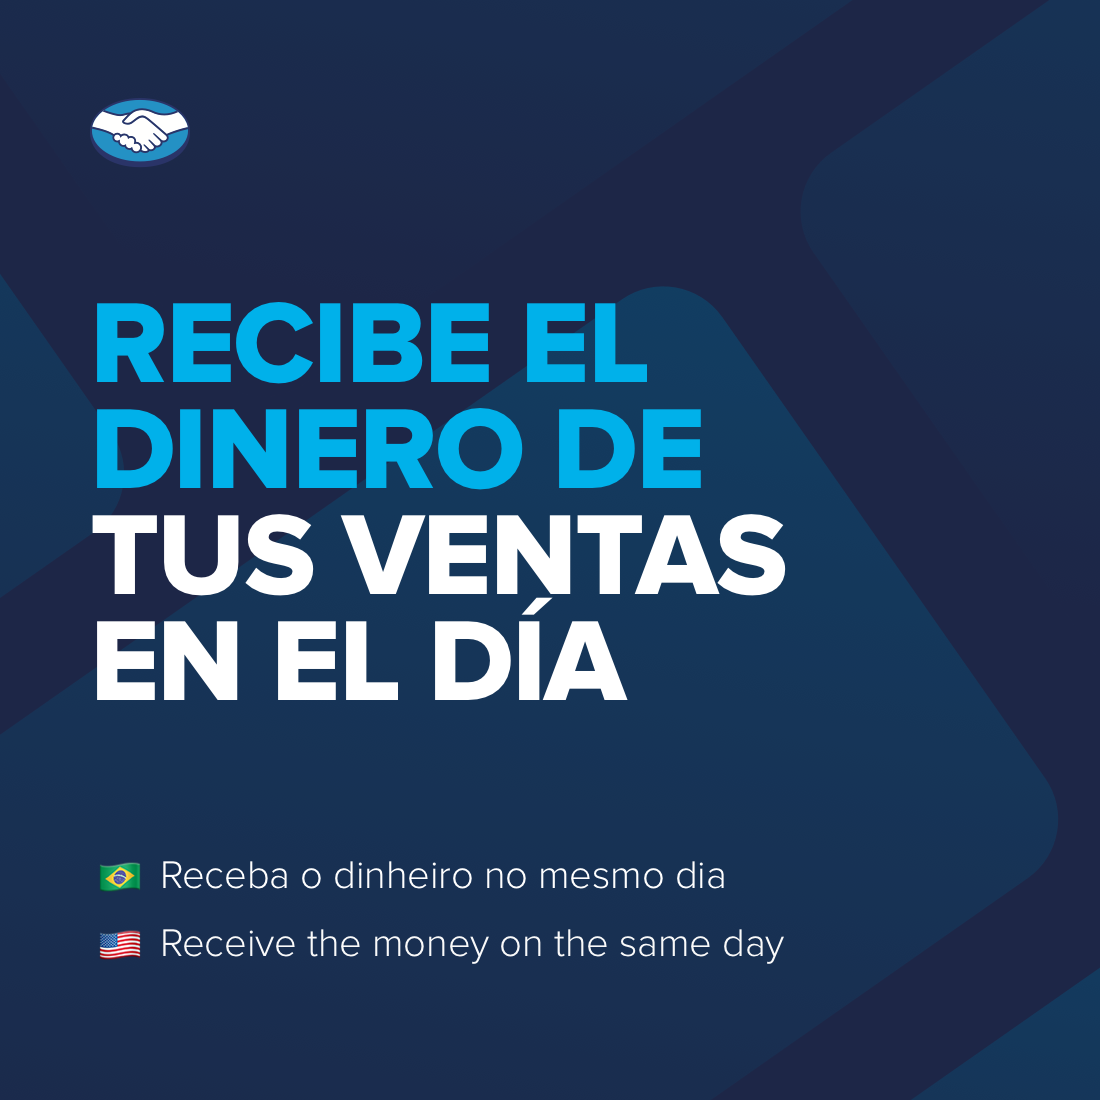 RECIBE EL
DINERO DE
TUS VENTAS
EN EL DÍA
🇧🇷 Receba o dinheiro no mesmo dia
🇺🇸 Receive the money on the same day